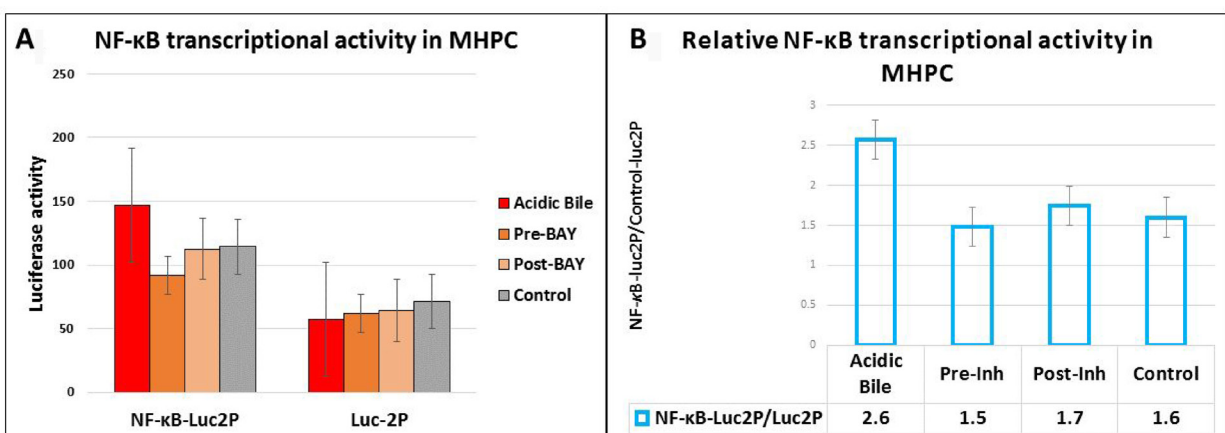 A
NF-κB transcriptional activity in MHPC
250
200
150
100
50
0
Luciferase activity
NF-κB-Luc2P
Luc-2P
Acidic Bile
Pre-BAY
Post-BAY
Control
B
Relative NF-κB transcriptional activity in
MHPC
NF-κB-luc2P/Control-luc2P
3
2.5
2
1.5
1
0.5
0
Acidic
Bile
Pre-Inh
Post-Inh
Control
NF-κB-Luc2P/Luc2P
2.6
1.5
1.7
1.6